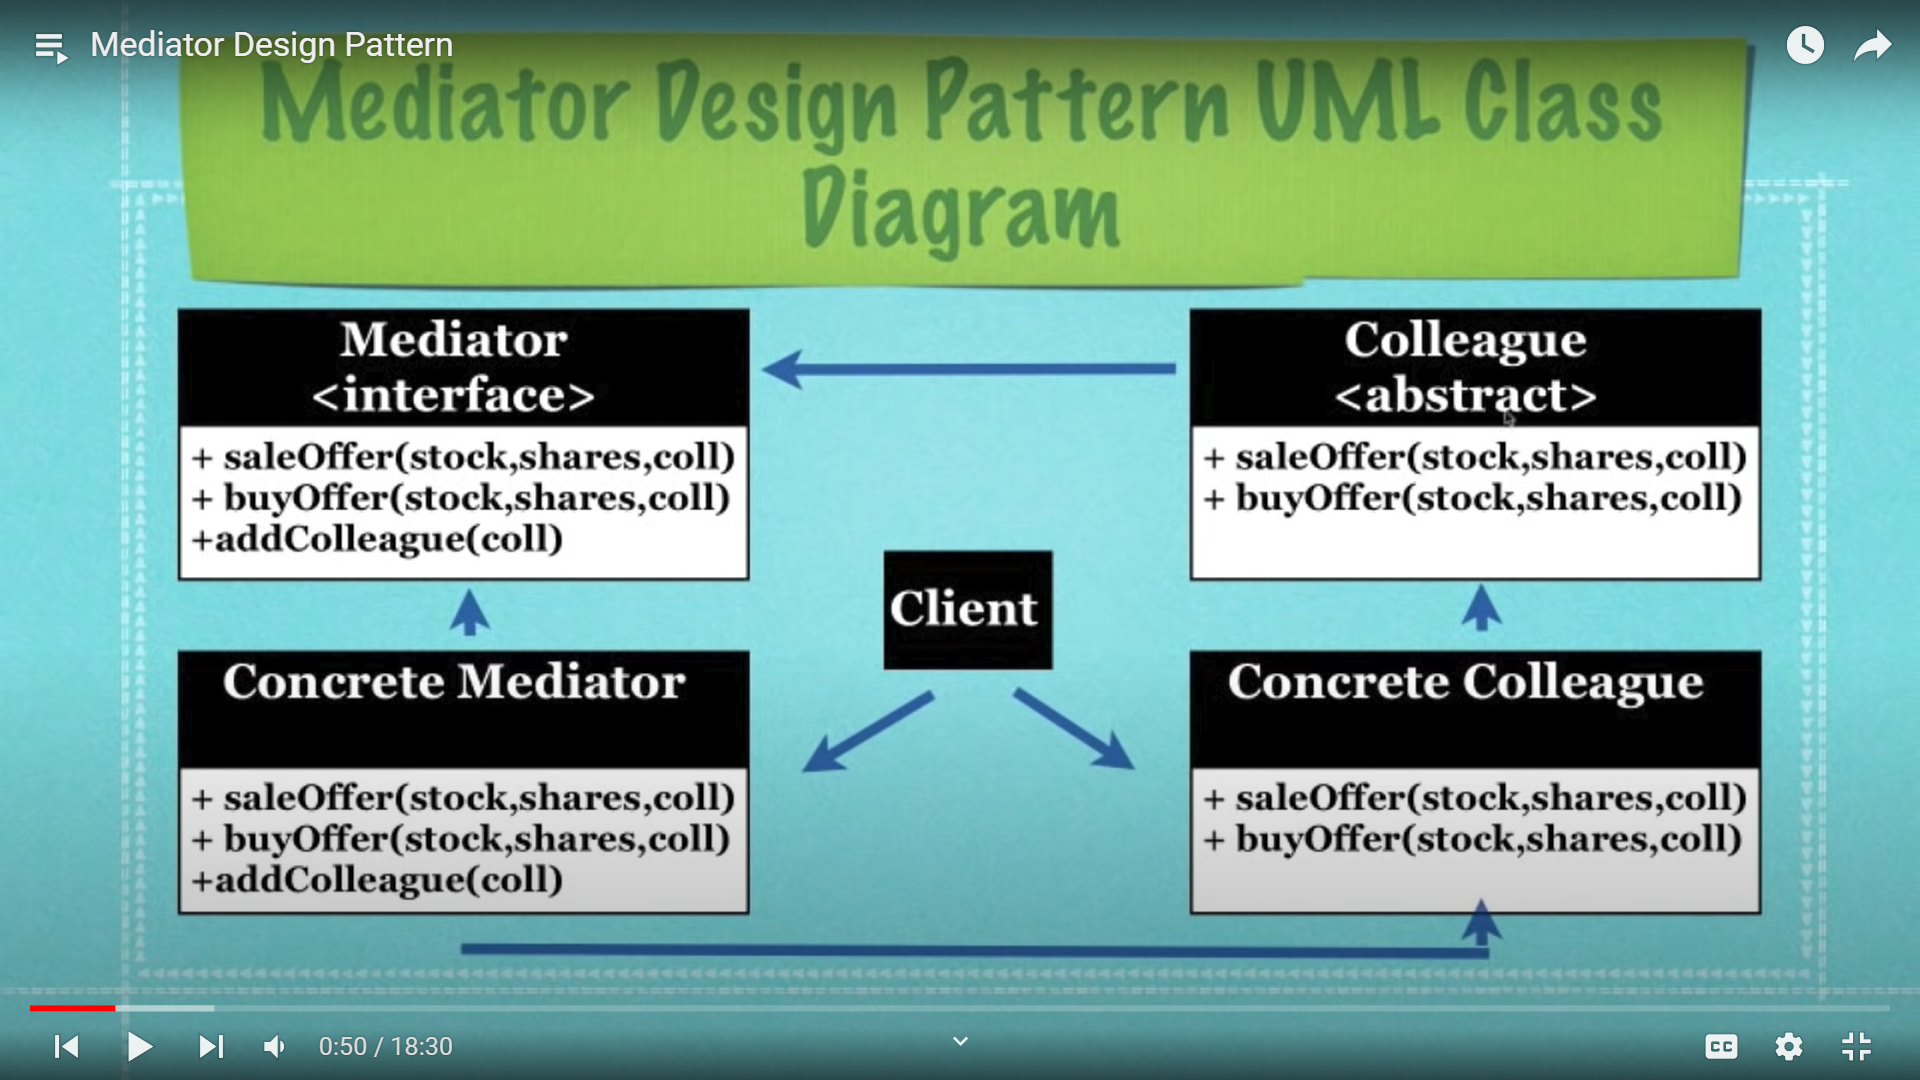 Mediator Design Pattern
Mediator Design Pattern UML Class
Diagram
Mediator
<interface>
+ saleOffer(stock,shares,coll)
+ buyOffer(stock,shares,coll)
+addColleague(coll)
Colleague
<abstract>
+ saleOffer(stock,shares,coll)
+ buyOffer(stock,shares,coll)
Client
Concrete Mediator
+ saleOffer(stock,shares,coll)
+ buyOffer(stock,shares,coll)
+addColleague(coll)
Concrete Colleague
+ saleOffer(stock,shares,coll)
+ buyOffer(stock,shares,coll)
0:50 / 18:30
CC